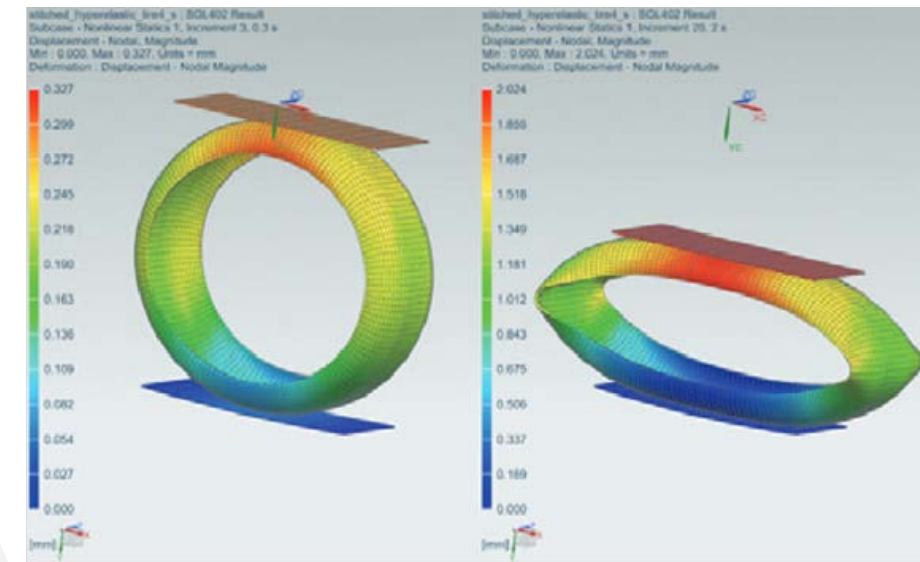 stitched_hyperelastic_tire4_s : SOL402 Result
Subcase - Nonlinear Statics 1, Increment 3, 0.3 s
Displacement - Nodal, Magnitude
Min : 0.000, Max : 0.327, Units = mm
Deformation : Displacement - Nodal Magnitude
0.327
0.299
0.272
0.245
0.218
0.190
0.163
0.136
0.109
0.082
0.054
0.027
0.000
[mm]
stitched_hyperelastic_tire4_s : SOL402 Result
Subcase - Nonlinear Statics 1, Increment 20, 2 s
Displacement - Nodal, Magnitude
Min : 0.000, Max : 2.024, Units = mm
Deformation : Displacement - Nodal Magnitude
2.024
1.855
1.687
1.518
1.349
1.181
1.012
0.843
0.675
0.506
0.337
0.169
0.000
YC
[mm]